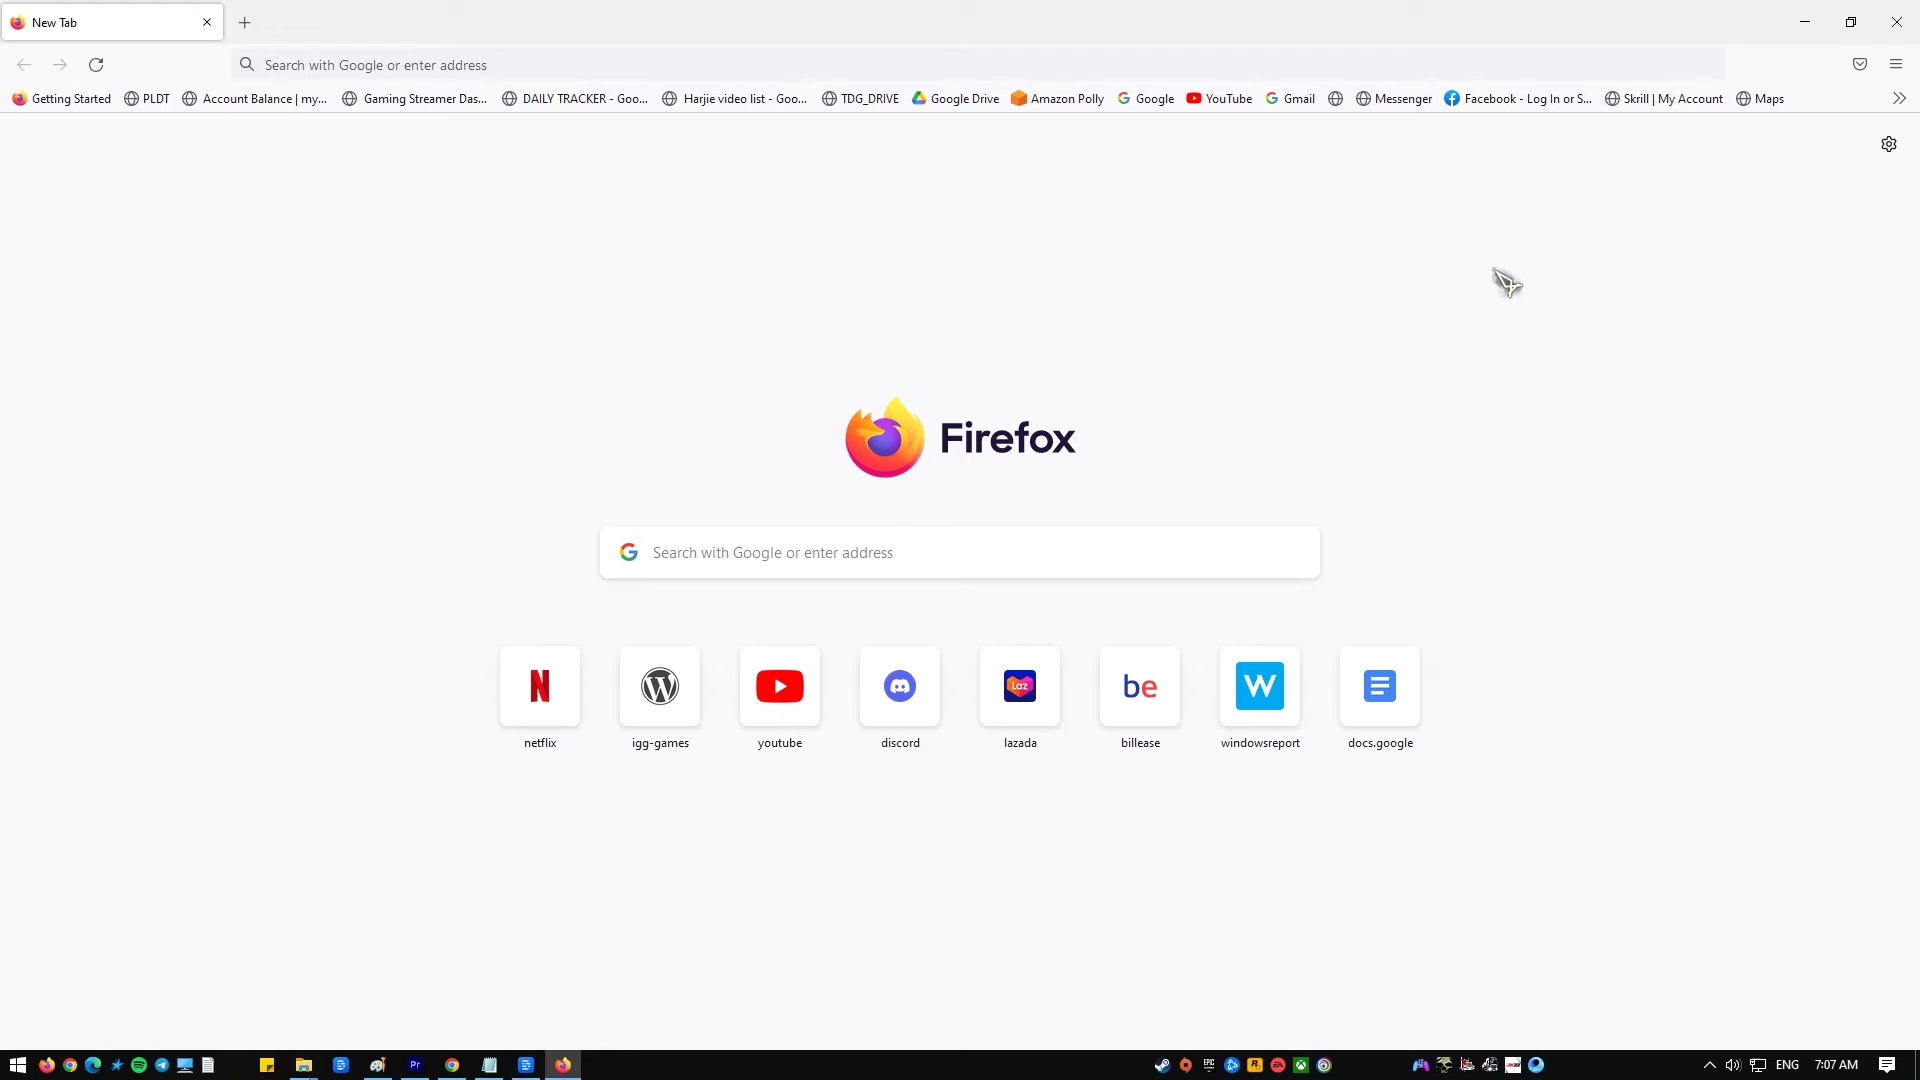 New Tab
Search with Google or enter address
Getting Started PLDT Account Balance | my... Gaming Streamer Das... DAILY TRACKER - Goo... Harjie video list - Goo... TDG_DRIVE Google Drive Amazon Polly Google YouTube Gmail Messenger Facebook - Log In or S... Skrill | My Account Maps
Firefox
Search with Google or enter address
N W be W
netflix igg-games youtube discord lazada billease windowsreport docs.google
Pr EPIC R EA ENG 7:07 AM